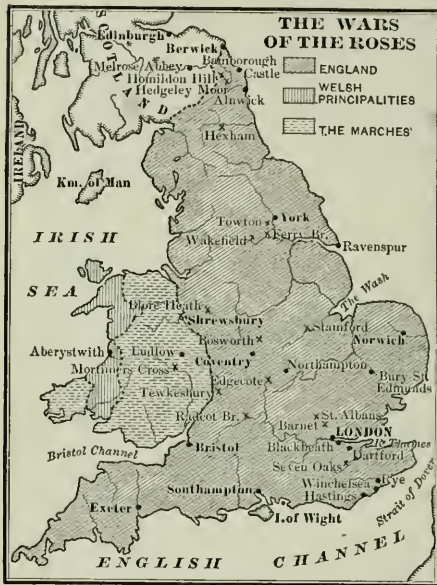 THE WARS
OF THE ROSES
ENGLAND
WELSH
PRINCIPALITIES
THE MARCHES
SCOTLAND
Edinburgh
Berwick
Melrose Abbey
Bamborough
Castle
Homildon Hill
Hedgeley Moor
Alnwick
Hexham
IRELAND
Km. of Man
IRISH
SEA
Towton
York
Wakefield
Ferry Br.
Ravenspur
The Wash
Blore Heath
Shrewsbury
Stamford
Norwich
Bosworth
Aberystwith
Ludlow
Coventry
Mortimers Cross
Northampton
Bury St.
Edmunds
Edgecote
Tewkesbury
Radcot Br.
St. Albans
Barnet
LONDON
R. Thames
Blackheath
Dartford
Bristol Channel
Bristol
Seven Oaks
Winchelsea
Rye
Hastings
Strait of Dover
Southampton
I. of Wight
Exeter
ENGLISH CHANNEL